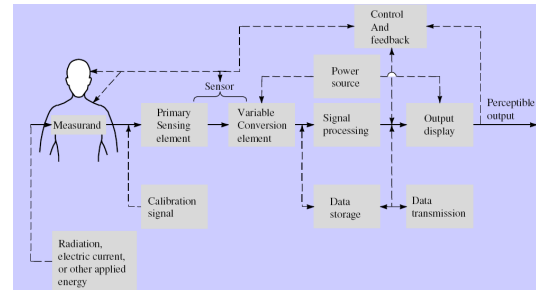 Control
And
feedback
Sensor
Power
source
Perceptible
output
Measurand
Primary
Sensing
element
Variable
Conversion
element
Signal
processing
Output
display
Calibration
signal
Data
storage
Data
transmission
Radiation,
electric current,
or other applied
energy